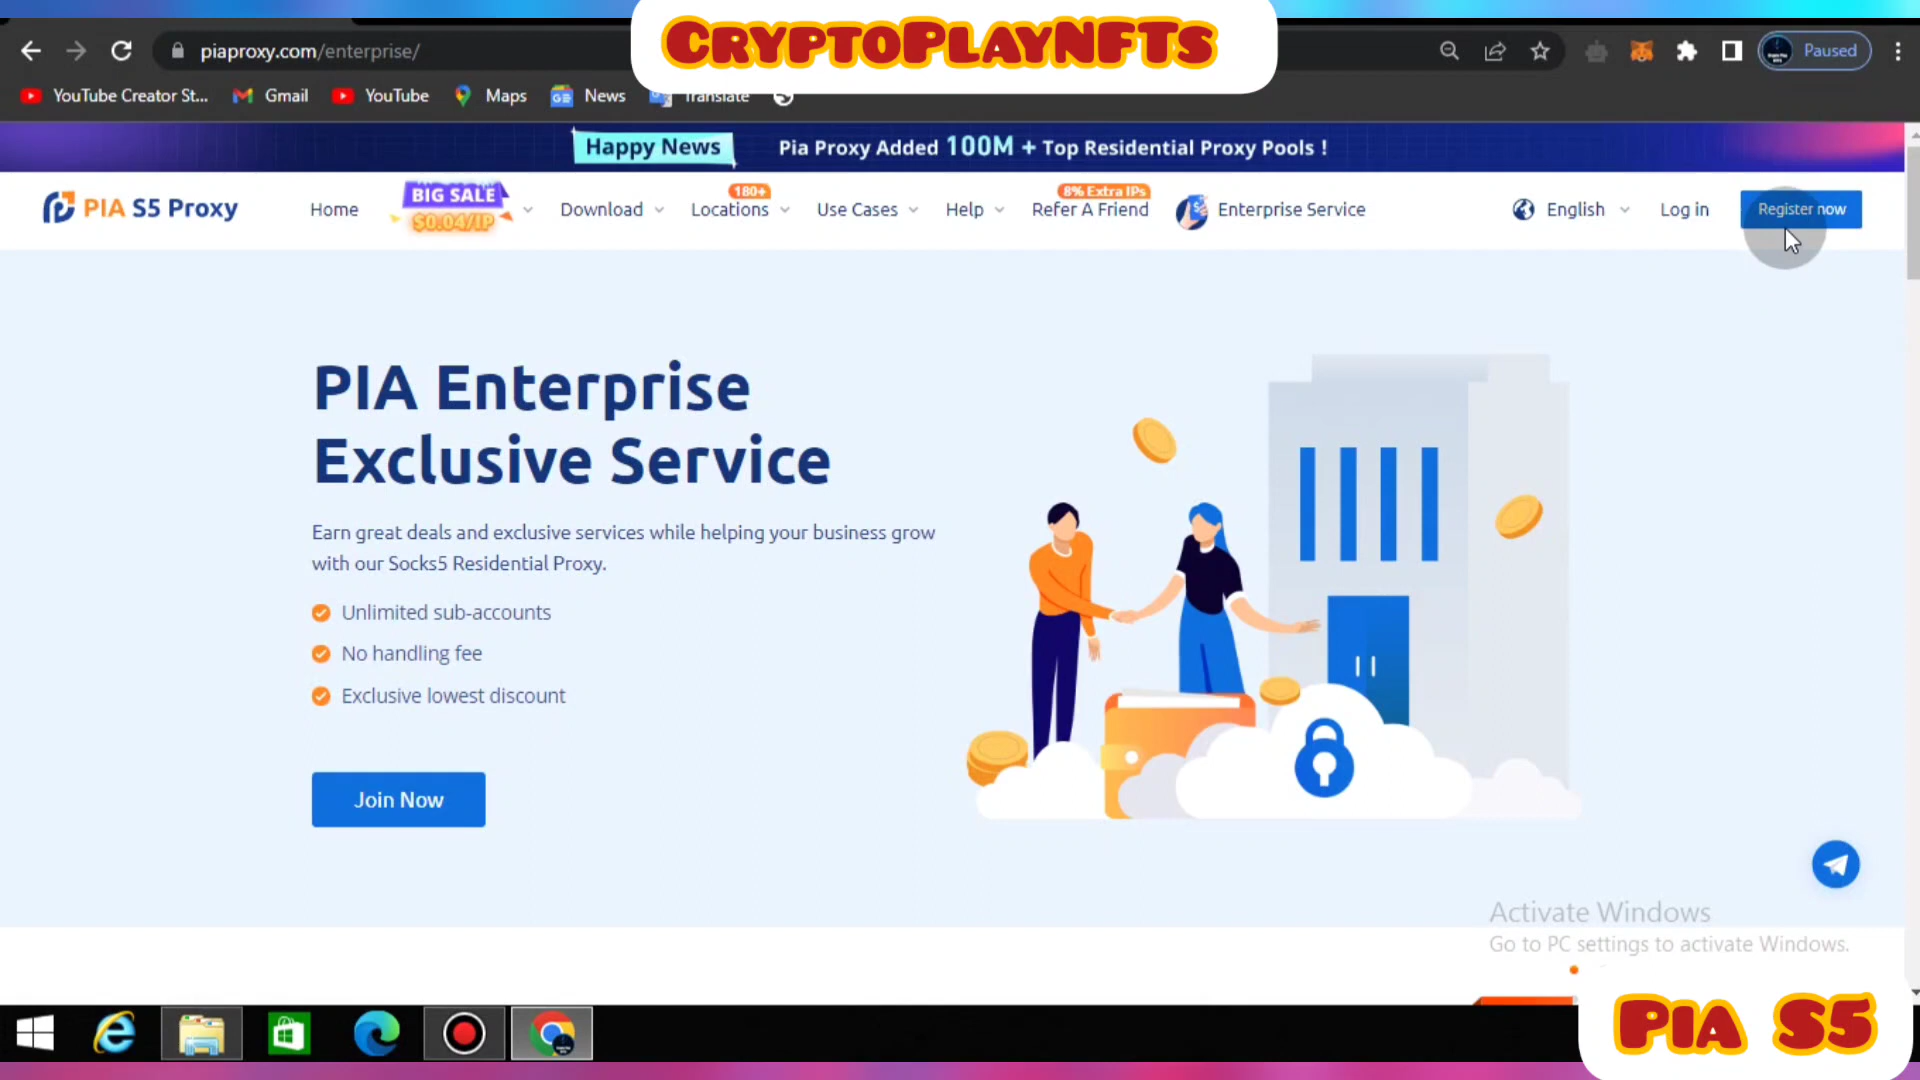 CryptoPlayNFTs
piaproxy.com/enterprise/
Paused
YouTube Creator St...
Gmail
YouTube
Maps
News
Translate
Happy News
Pia Proxy Added 100M + Top Residential Proxy Pools !
PIA S5 Proxy
Home
BIG SALE
$0.04/IP
Download
180+
Locations
Use Cases
Help
8% Extra IPs
Refer A Friend
Enterprise Service
English
Log in
Register now
PIA Enterprise
Exclusive Service
Earn great deals and exclusive services while helping your business grow
with our Socks5 Residential Proxy.
Unlimited sub-accounts
No handling fee
Exclusive lowest discount
Join Now
Activate Windows
Go to PC settings to activate Windows.
Pia S5